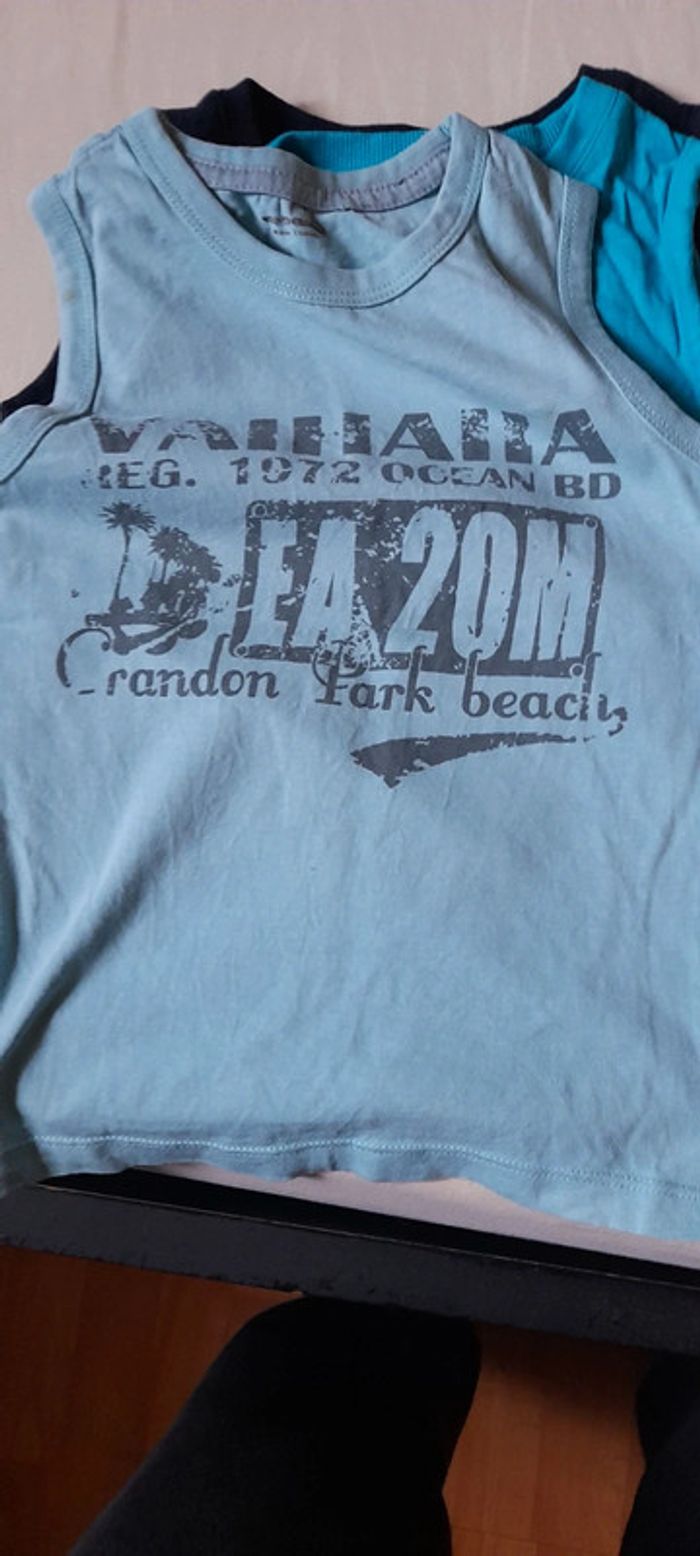 VAlHAllA
REG. 1972 OCEAN BD
EA 20M
Crandon Park beach